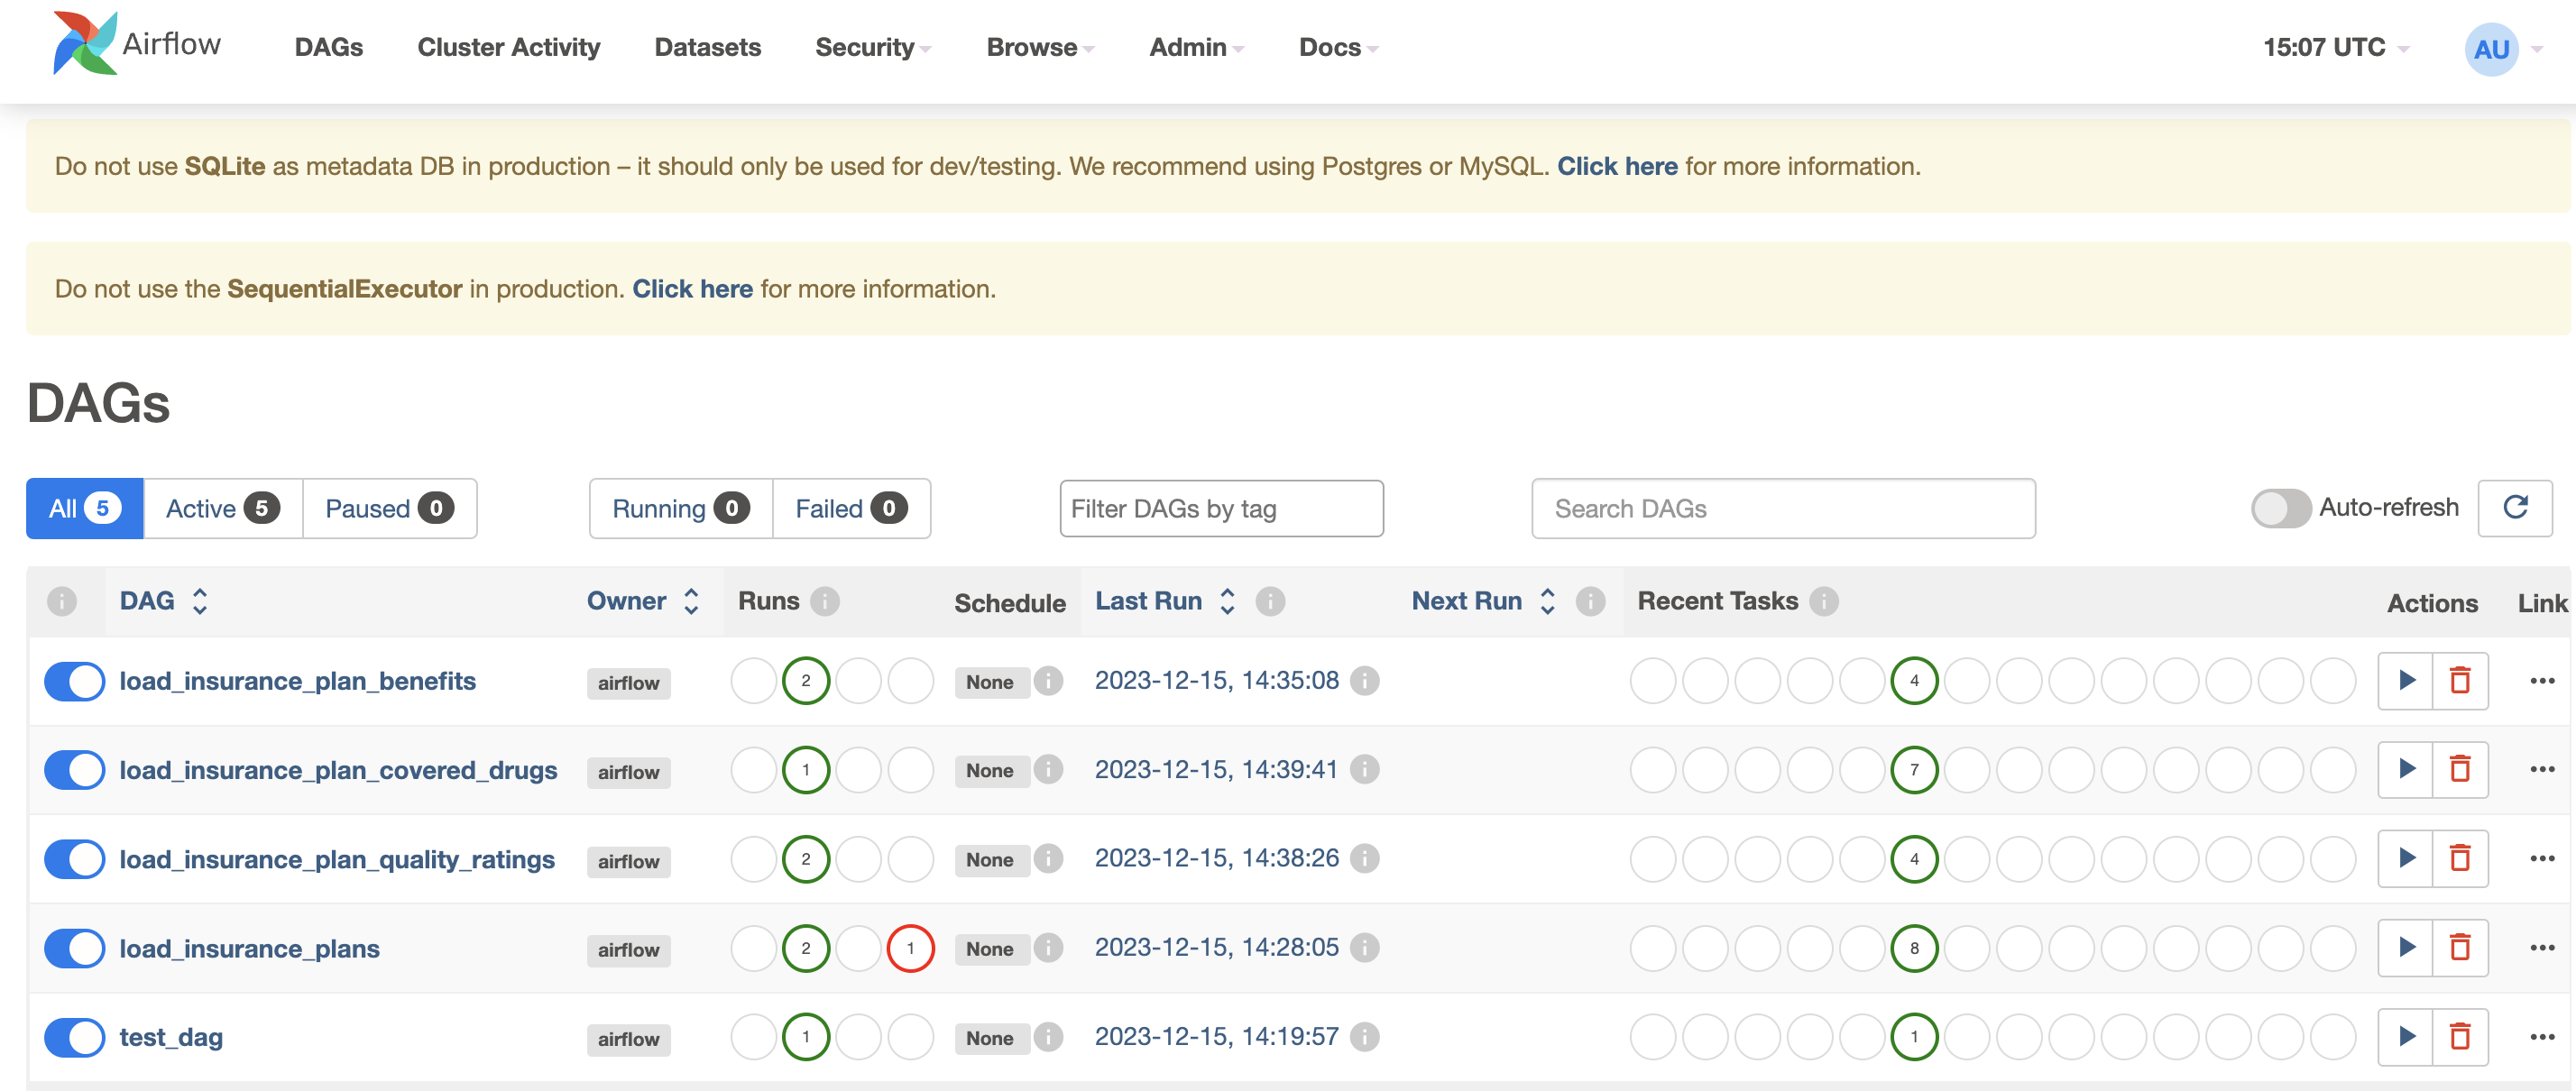 Airflow DAGs Cluster Activity Datasets Security Browse Admin Docs 15:07 UTC AU
Do not use SQLite as metadata DB in production – it should only be used for dev/testing. We recommend using Postgres or MySQL. Click here for more information.
Do not use the SequentialExecutor in production. Click here for more information.
DAGs
All 5 Active 5 Paused 0 Running 0 Failed 0 Filter DAGs by tag Search DAGs Auto-refresh
i DAG Owner Runs i Schedule Last Run i Next Run i Recent Tasks i Actions Link
load_insurance_plan_benefits airflow 2 None i 2023-12-15, 14:35:08 i 4 ...
load_insurance_plan_covered_drugs airflow 1 None i 2023-12-15, 14:39:41 i 7 ...
load_insurance_plan_quality_ratings airflow 2 None i 2023-12-15, 14:38:26 i 4 ...
load_insurance_plans airflow 2 1 None i 2023-12-15, 14:28:05 i 8 ...
test_dag airflow 1 None i 2023-12-15, 14:19:57 i 1 ...